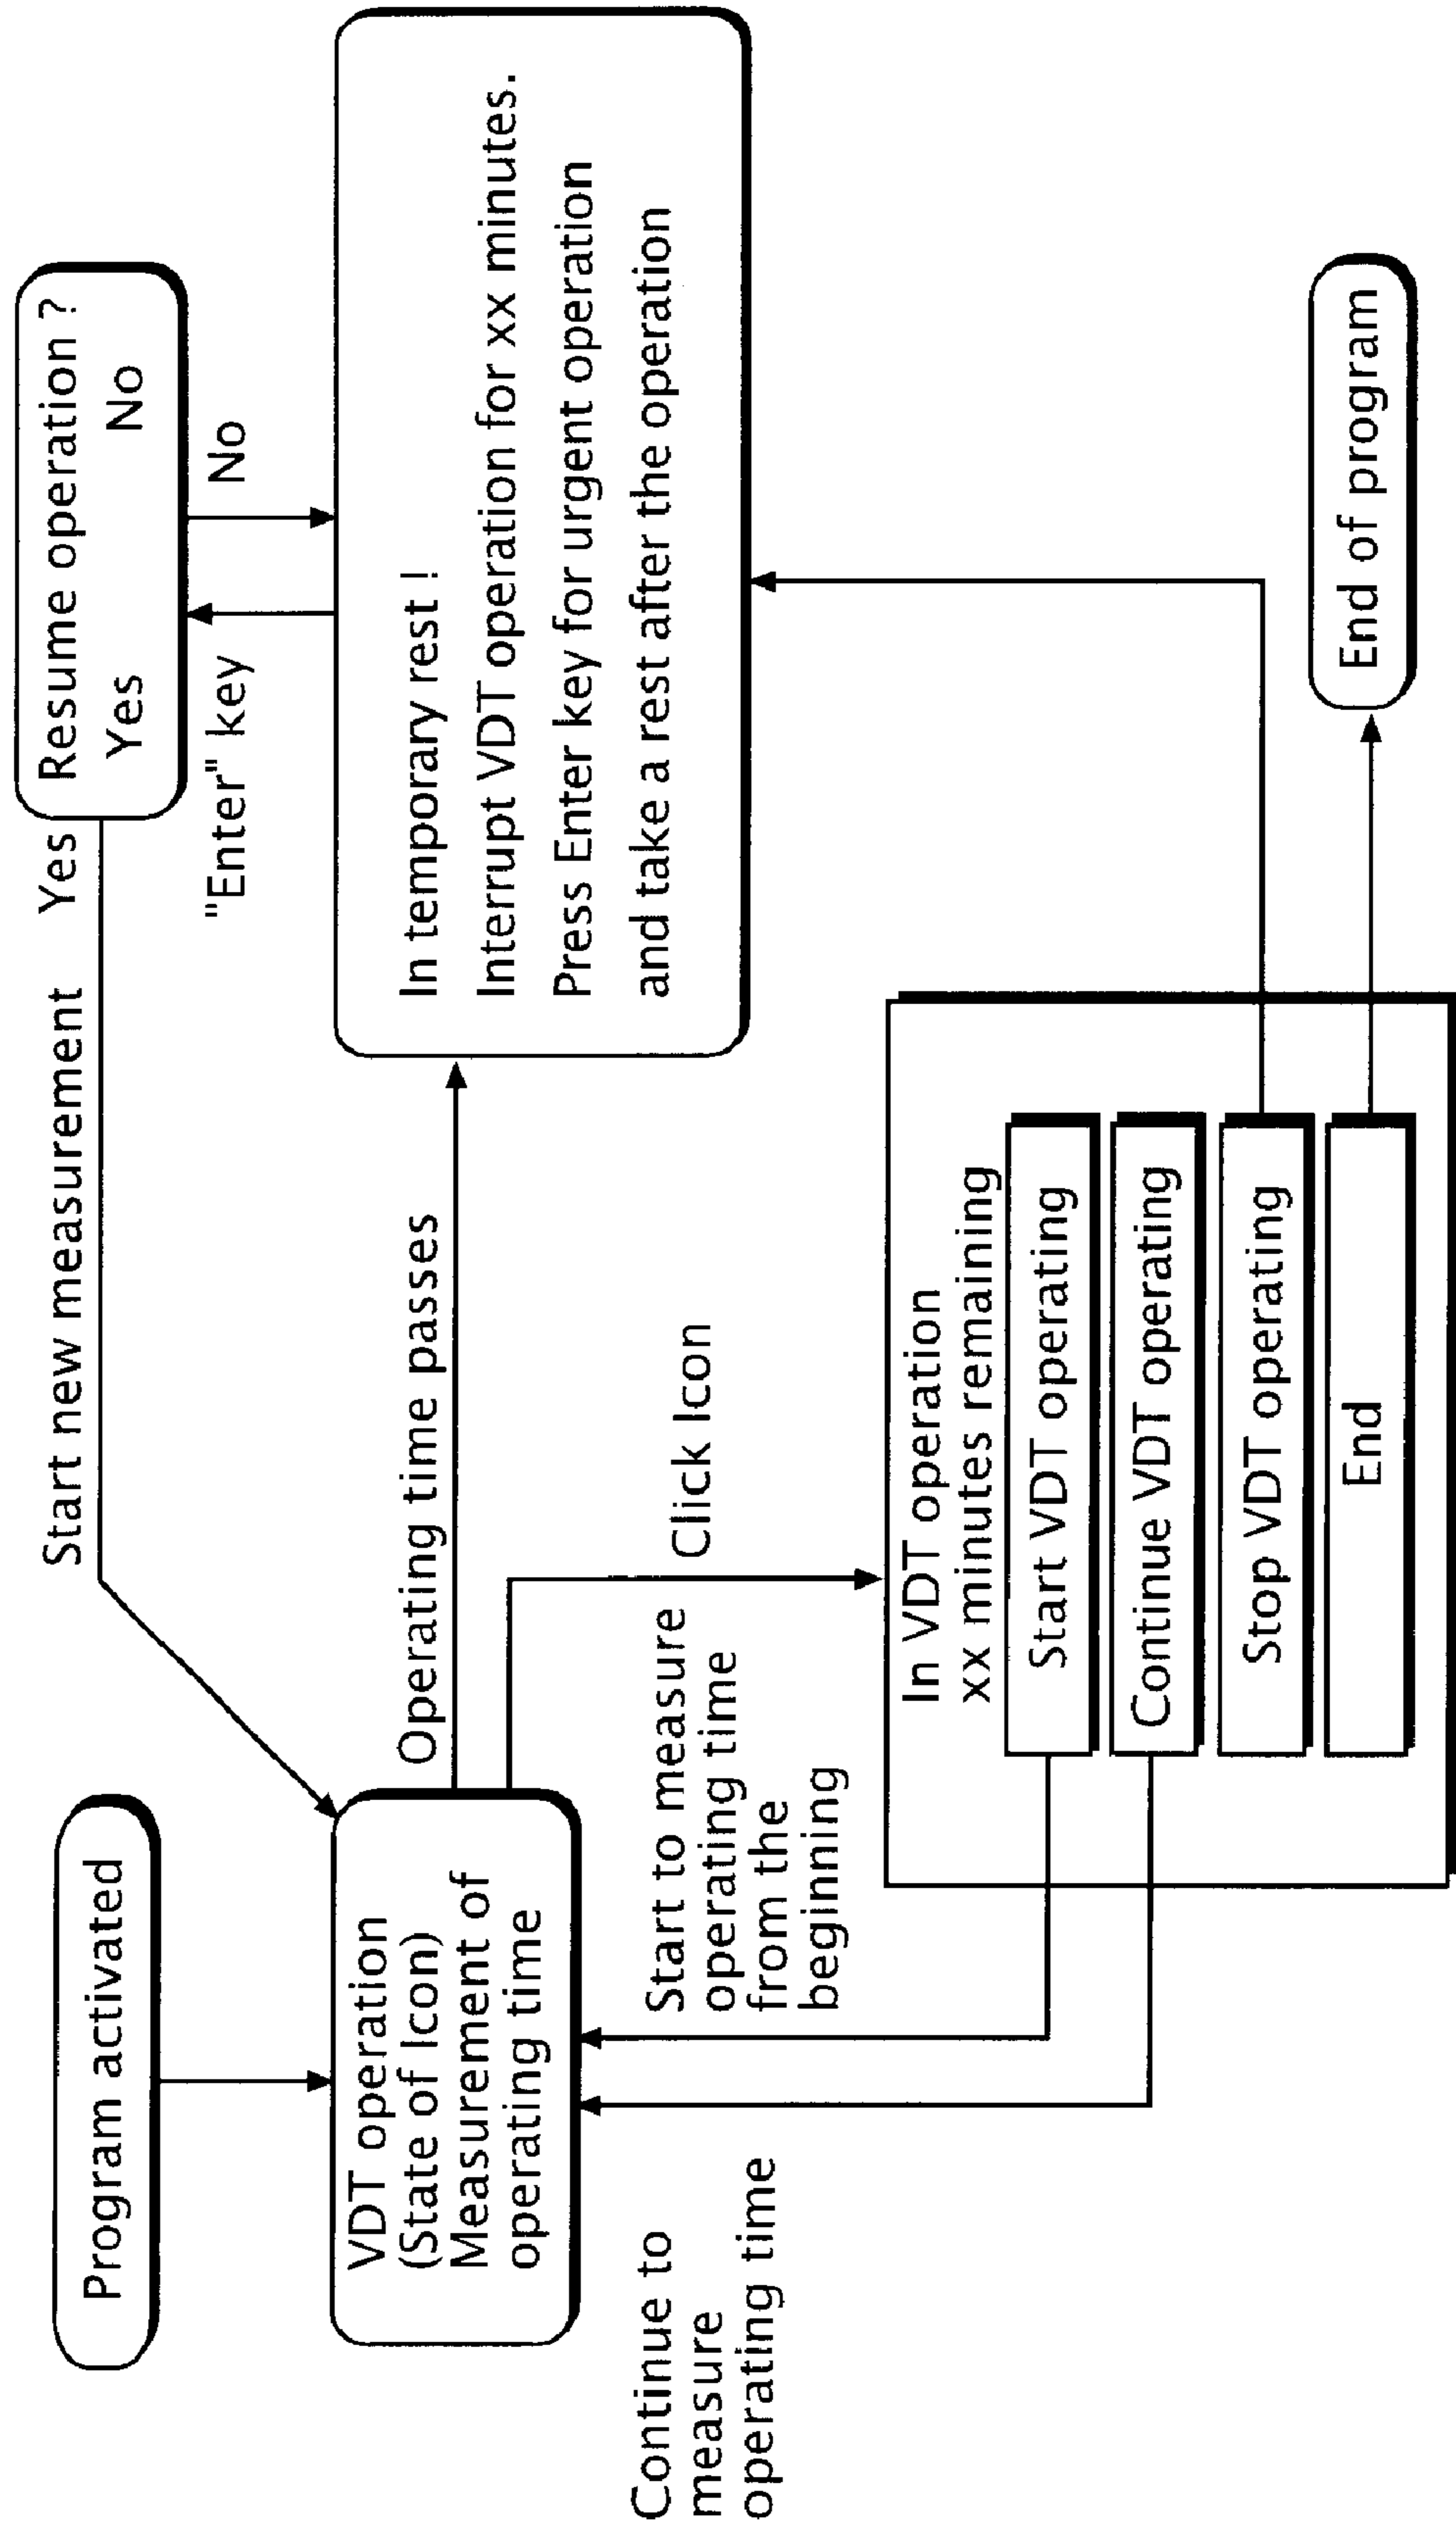 Program activated
Start new measurement
Yes
Resume operation ?
Yes No
"Enter" key
No
VDT operation
(State of Icon)
Measurement of
operating time
Operating time passes
In temporary rest !
Interrupt VDT operation for xx minutes.
Press Enter key for urgent operation
and take a rest after the operation
Click Icon
Continue to
measure
operating time
Start to measure
operating time
from the
beginning
In VDT operation
xx minutes remaining
Start VDT operating
Continue VDT operating
Stop VDT operating
End
End of program